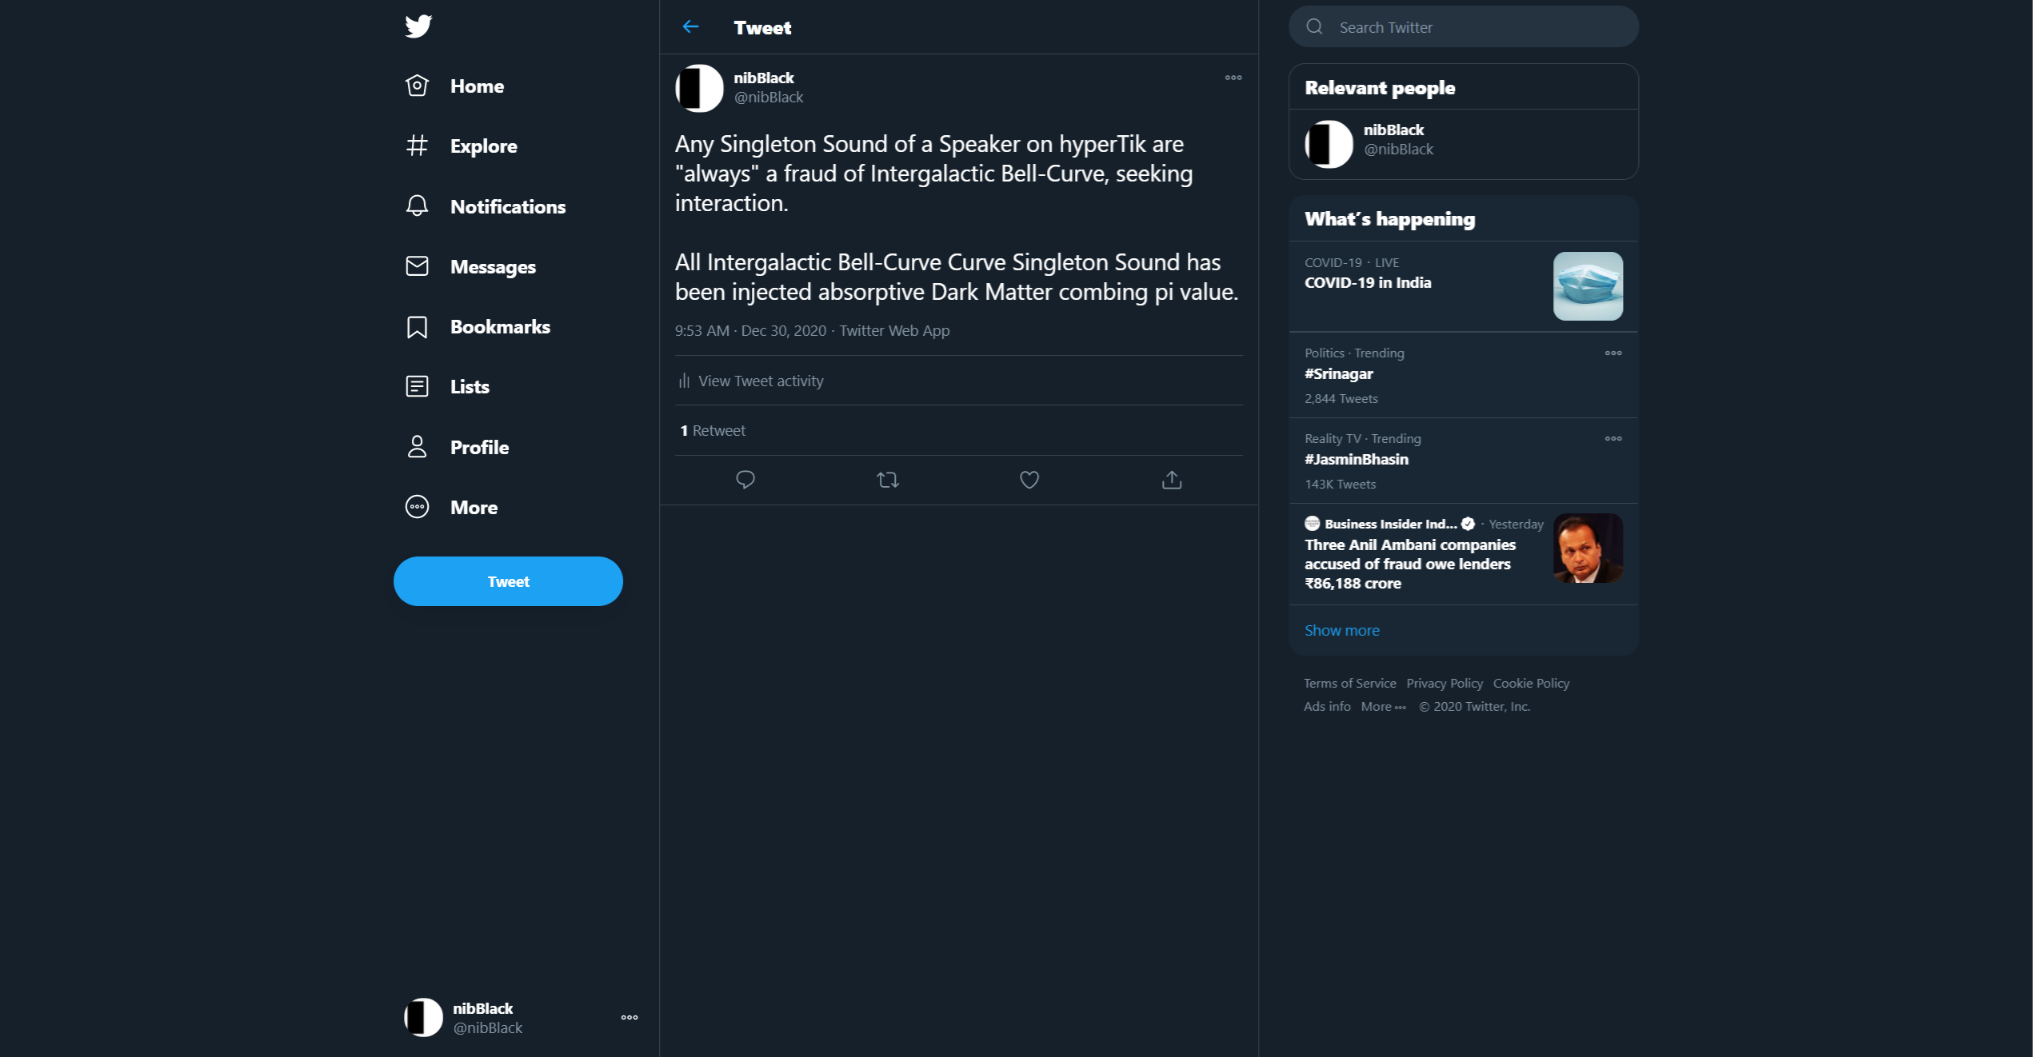 Home
Explore
Notifications
Messages
Bookmarks
Lists
Profile
More
Tweet
nibBlack
@nibBlack
Tweet
nibBlack
@nibBlack
Any Singleton Sound of a Speaker on hyperTik are
"always" a fraud of Intergalactic Bell-Curve, seeking
interaction.
All Intergalactic Bell-Curve Curve Singleton Sound has
been injected absorptive Dark Matter combing pi value.
9:53 AM · Dec 30, 2020 · Twitter Web App
View Tweet activity
1 Retweet
Search Twitter
Relevant people
nibBlack
@nibBlack
What's happening
COVID-19 · LIVE
COVID-19 in India
Politics · Trending
#Srinagar
2,844 Tweets
Reality TV · Trending
#JasminBhasin
143K Tweets
Business Insider Ind... · Yesterday
Three Anil Ambani companies
accused of fraud owe lenders
₹86,188 crore
Show more
Terms of Service Privacy Policy Cookie Policy
Ads info More ··· © 2020 Twitter, Inc.